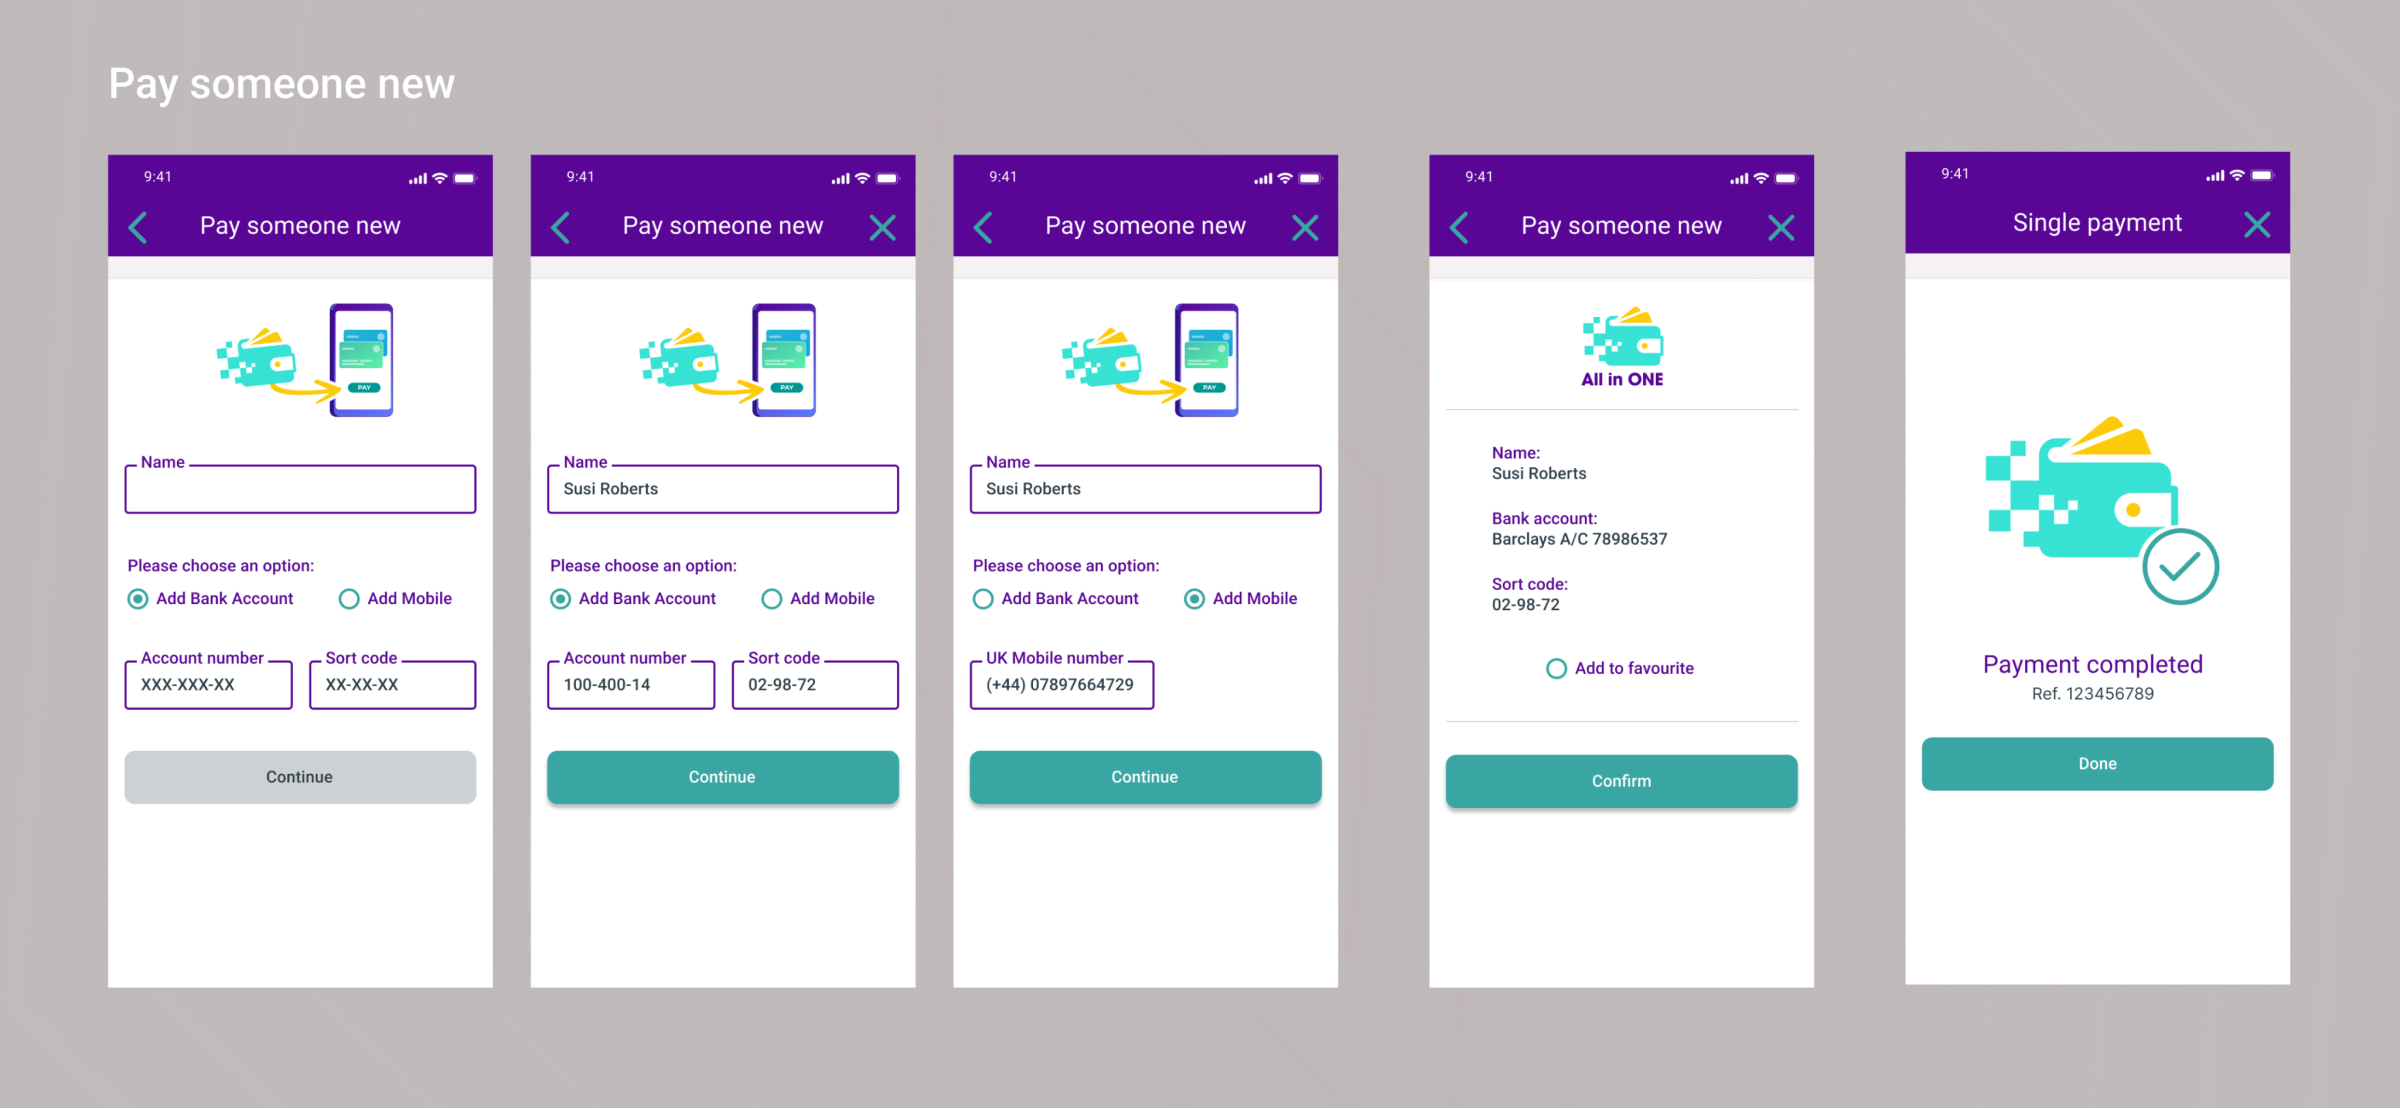 Pay someone new
9:41
Pay someone new
PAY
Name
Please choose an option:
Add Bank Account Add Mobile
Account number Sort code
XXX-XXX-XX XX-XX-XX
Continue
9:41
Pay someone new
PAY
Name
Susi Roberts
Please choose an option:
Add Bank Account Add Mobile
Account number Sort code
100-400-14 02-98-72
Continue
9:41
Pay someone new
PAY
Name
Susi Roberts
Please choose an option:
Add Bank Account Add Mobile
UK Mobile number
(+44) 07897664729
Continue
9:41
Pay someone new
All in ONE
Name:
Susi Roberts
Bank account:
Barclays A/C 78986537
Sort code:
02-98-72
Add to favourite
Confirm
9:41
Single payment
Payment completed
Ref. 123456789
Done